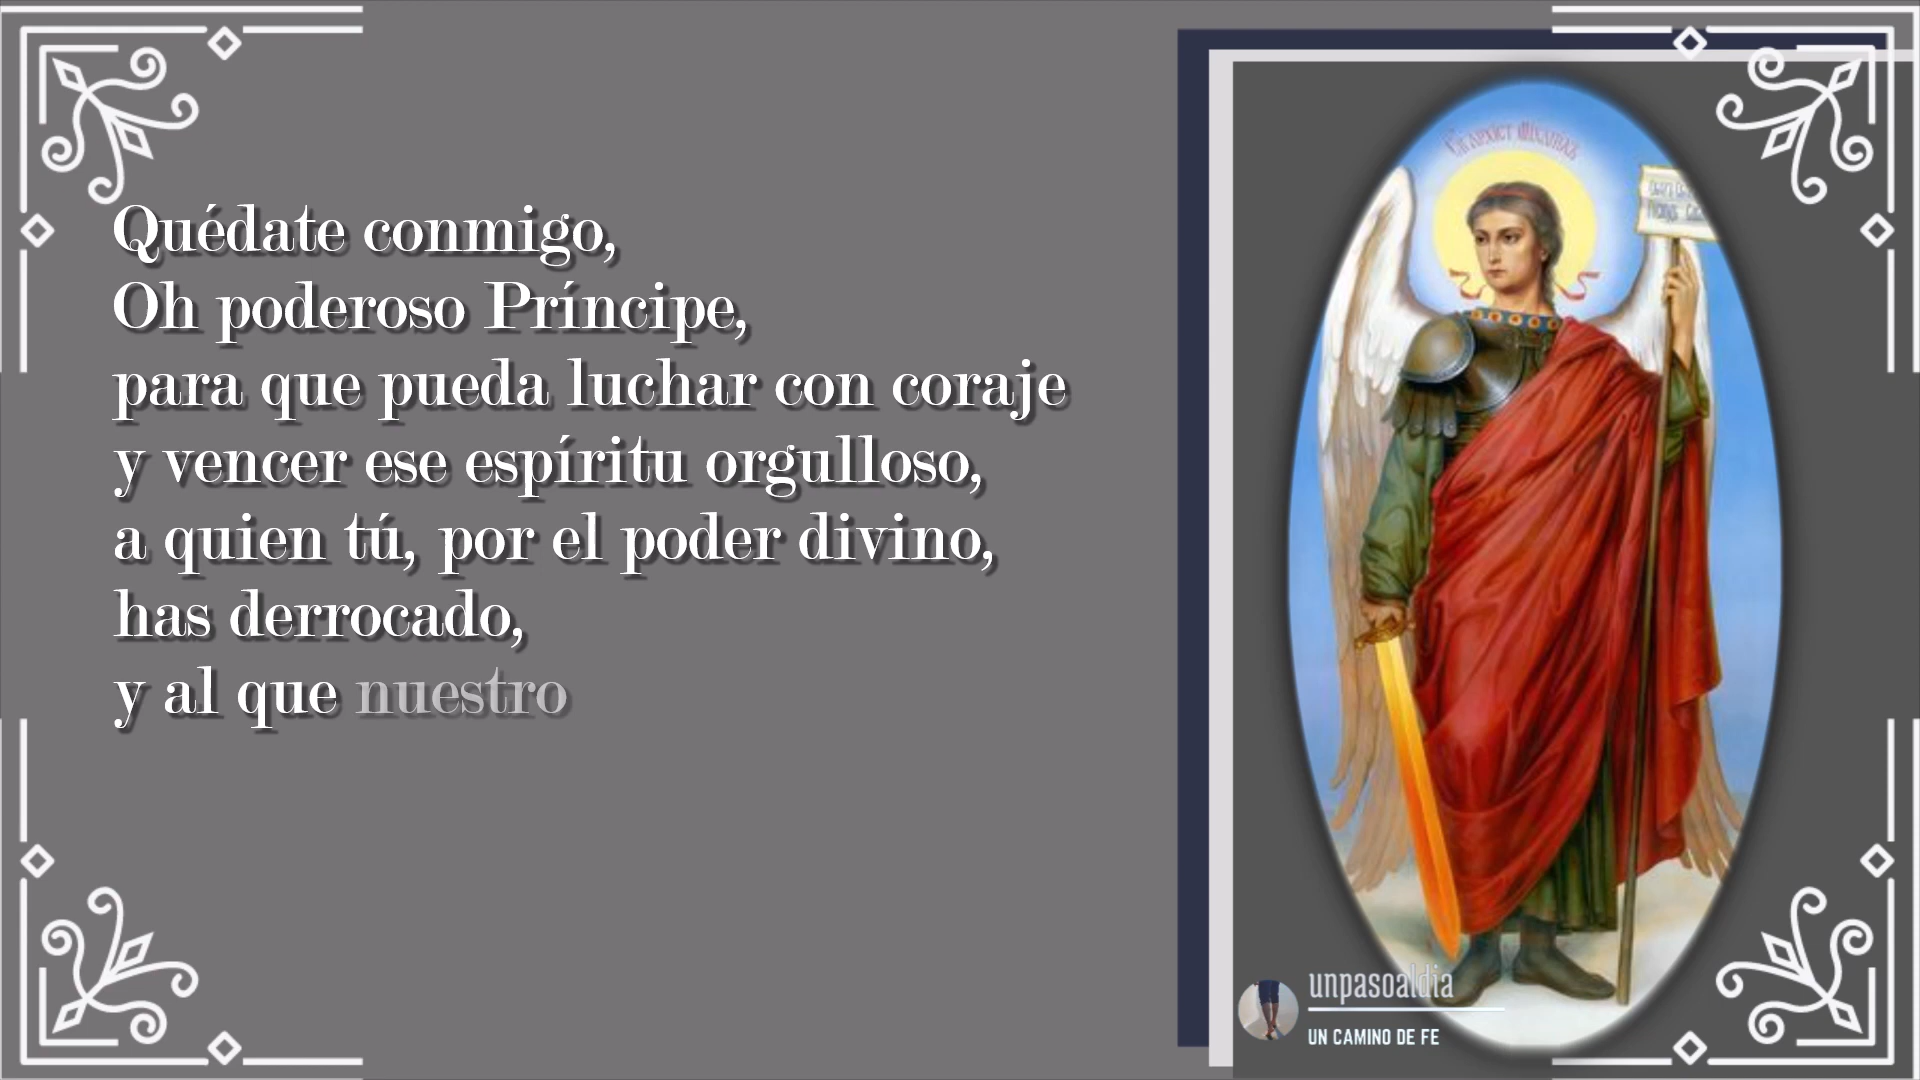 Quédate conmigo,
Oh poderoso Príncipe,
para que pueda luchar con coraje
y vencer ese espíritu orgulloso,
a quien tú, por el poder divino,
has derrocado,
y al que nuestro
unpasoaldia
UN CAMINO DE FE